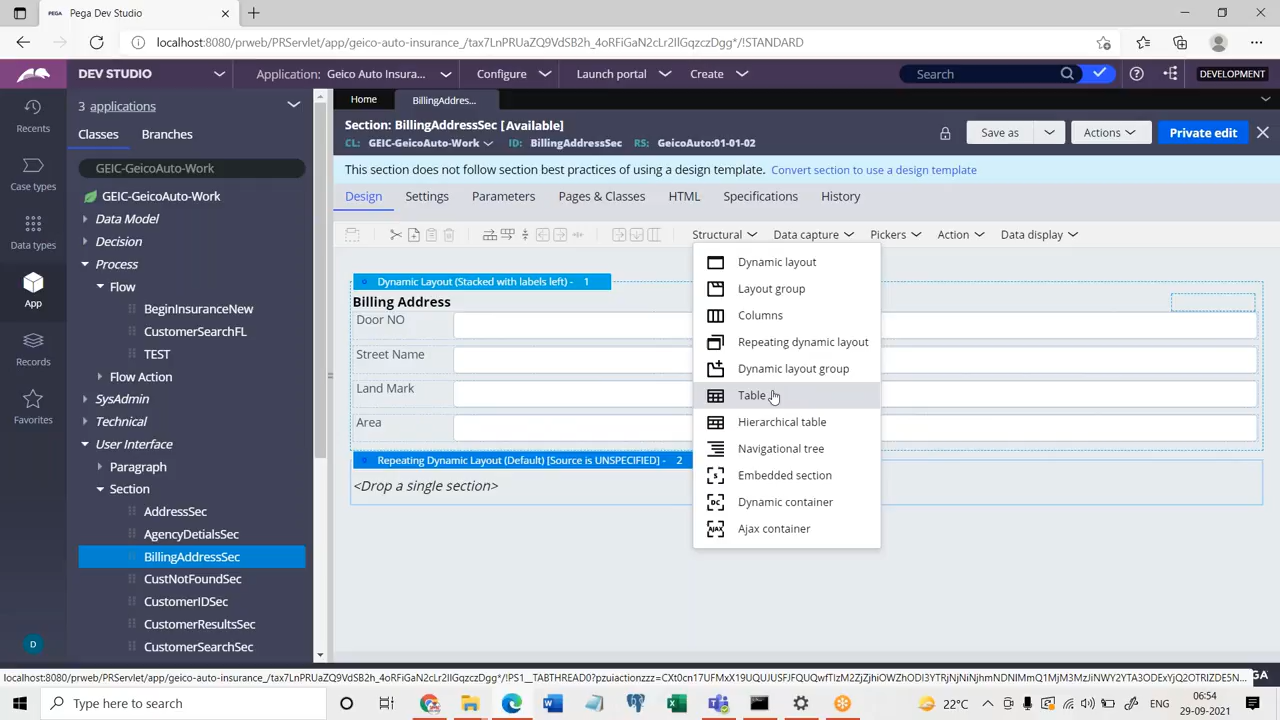 Pega Dev Studio
localhost:8080/prweb/PRServlet/app/geico-auto-insurance_/tax7LnPRUaZQ9VdSB2h_4oRFiGaN2cLr2IlGqzczDgg*/!STANDARD
DEV STUDIO
Application: Geico Auto Insura...
Configure
Launch portal
Create
Search
DEVELOPMENT
Recents
Case types
Data types
App
Records
Favorites
D
3 applications
Classes
Branches
GEIC-GeicoAuto-Work
GEIC-GeicoAuto-Work
Data Model
Decision
Process
Flow
BeginInsuranceNew
CustomerSearchFL
TEST
Flow Action
SysAdmin
Technical
User Interface
Paragraph
Section
AddressSec
AgencyDetialsSec
BillingAddressSec
CustNotFoundSec
CustomerIDSec
CustomerResultsSec
CustomerSearchSec
Home
BillingAddres...
Section: BillingAddressSec [Available]
CL: GEIC-GeicoAuto-Work ID: BillingAddressSec RS: GeicoAuto:01-01-02
Save as
Actions
Private edit
This section does not follow section best practices of using a design template. Convert section to use a design template
Design
Settings
Parameters
Pages & Classes
HTML
Specifications
History
Structural
Data capture
Pickers
Action
Data display
Dynamic layout
Layout group
Columns
Repeating dynamic layout
Dynamic layout group
Table
Hierarchical table
Navigational tree
Embedded section
Dynamic container
Ajax container
Dynamic Layout (Stacked with labels left) - 1
Billing Address
Door NO
Street Name
Land Mark
Area
Repeating Dynamic Layout (Default) [Source is UNSPECIFIED] - 2
<Drop a single section>
GA
Type here to search
22°C
ENG
06:54
29-09-2021